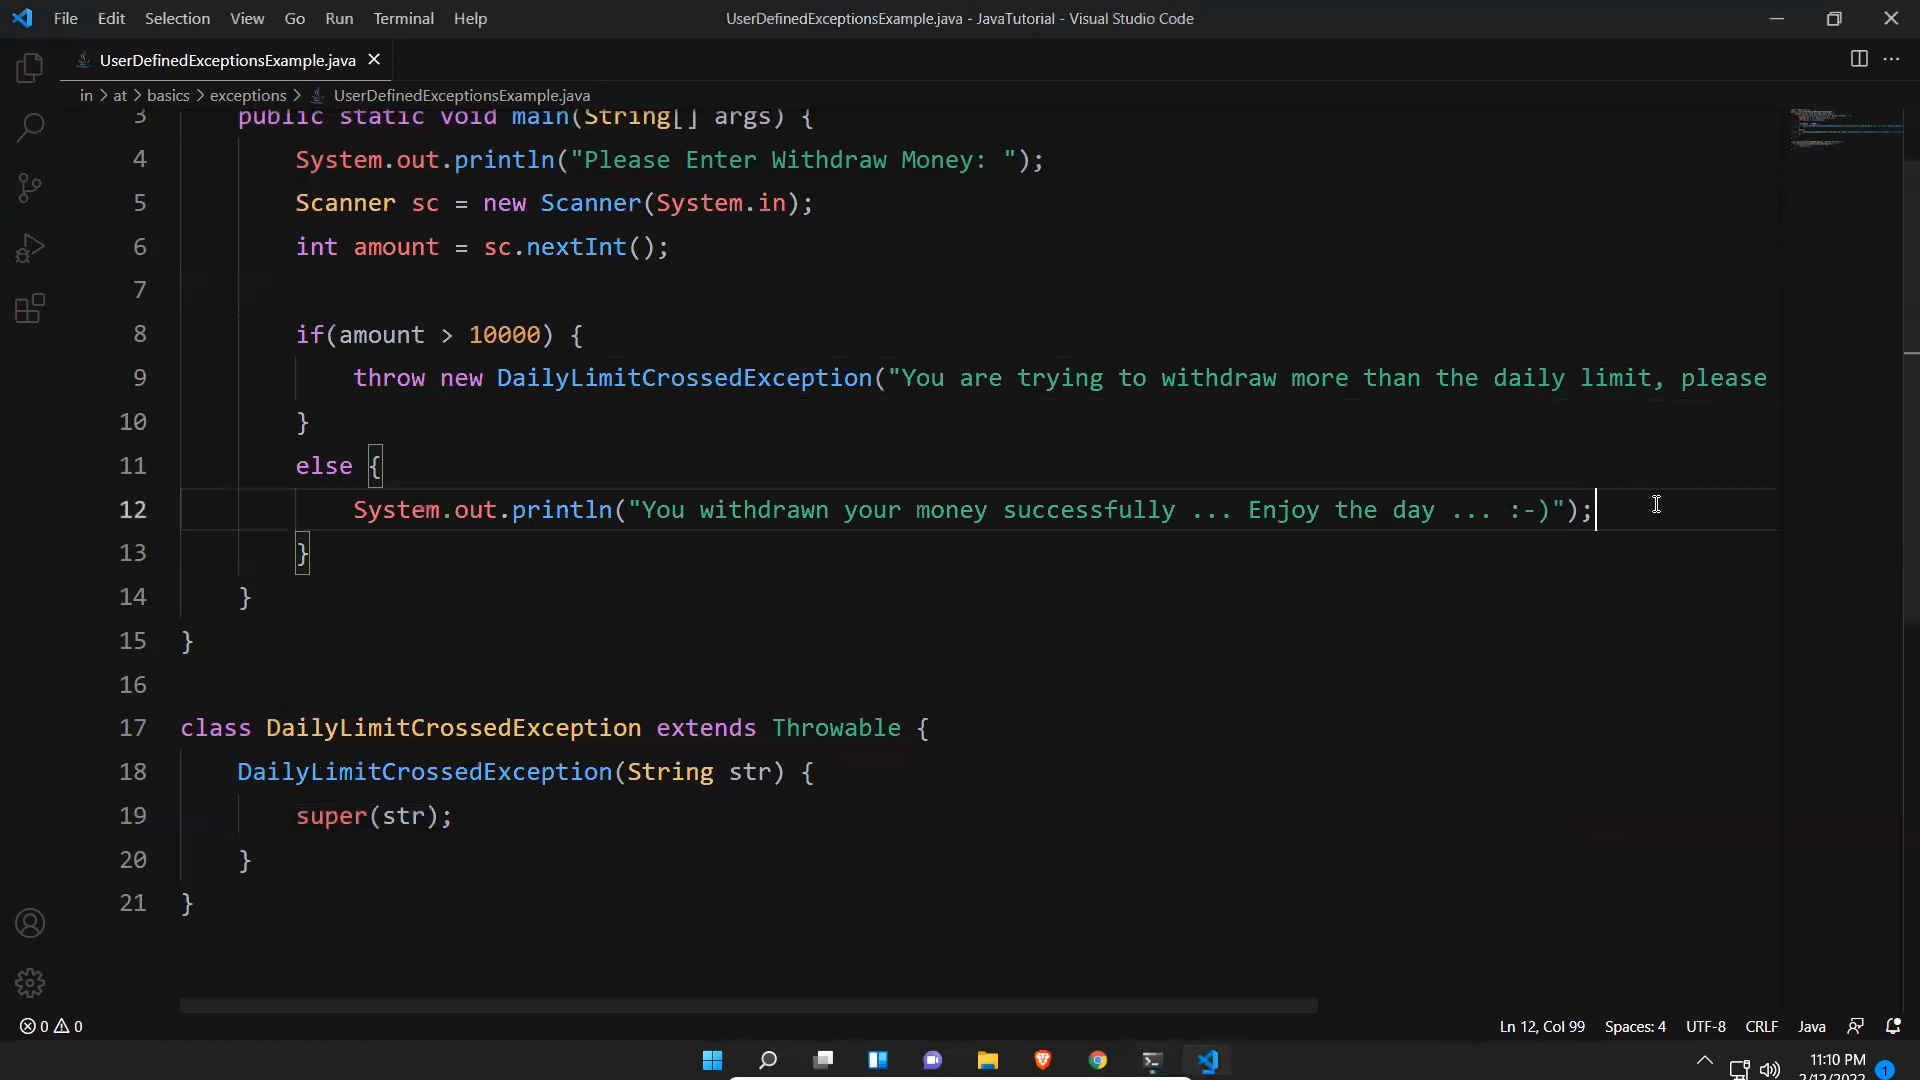 File Edit Selection View Go Run Terminal Help
UserDefinedExceptionsExample.java - JavaTutorial - Visual Studio Code
UserDefinedExceptionsExample.java
in > at > basics > exceptions > UserDefinedExceptionsExample.java
3 public static void main(String[] args) {
4 System.out.println("Please Enter Withdraw Money: ");
5 Scanner sc = new Scanner(System.in);
6 int amount = sc.nextInt();
7
8 if(amount > 10000) {
9 throw new DailyLimitCrossedException("You are trying to withdraw more than the daily limit, please
10 }
11 else {
12 System.out.println("You withdrawn your money successfully ... Enjoy the day ... :-)");
13 }
14 }
15 }
16
17 class DailyLimitCrossedException extends Throwable {
18 DailyLimitCrossedException(String str) {
19 super(str);
20 }
21 }
0 0
Ln 12, Col 99 Spaces: 4 UTF-8 CRLF Java
11:10 PM
2/12/2022
1